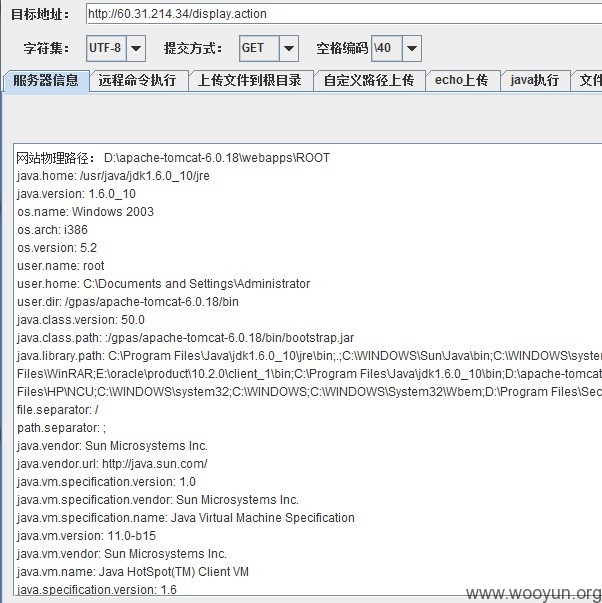 目标地址： http://60.31.214.34/display.action
字符集： UTF-8 提交方式： GET 空格编码 \40
服务器信息 远程命令执行 上传文件到根目录 自定义路径上传 echo上传 java执行 文件
网站物理路径： D:\apache-tomcat-6.0.18\webapps\ROOT
java.home: /usr/java/jdk1.6.0_10/jre
java.version: 1.6.0_10
os.name: Windows 2003
os.arch: i386
os.version: 5.2
user.name: root
user.home: C:\Documents and Settings\Administrator
user.dir: /gpas/apache-tomcat-6.0.18/bin
java.class.version: 50.0
java.class.path: :/gpas/apache-tomcat-6.0.18/bin/bootstrap.jar
java.library.path: C:\Program Files\Java\jdk1.6.0_10\jre\bin;.;C:\WINDOWS\Sun\Java\bin;C:\WINDOWS\system
Files\WinRAR;E:\oracle\product\10.2.0\client_1\bin;C:\Program Files\Java\jdk1.6.0_10\bin;D:\apache-tomcat
Files\HP\NCU;C:\WINDOWS\system32;C:\WINDOWS;C:\WINDOWS\System32\Wbem;D:\Program Files\Sec
file.separator: /
path.separator: ;
java.vendor: Sun Microsystems Inc.
java.vendor.url: http://java.sun.com/
java.vm.specification.version: 1.0
java.vm.specification.vendor: Sun Microsystems Inc.
java.vm.specification.name: Java Virtual Machine Specification
java.vm.version: 11.0-b15
java.vm.vendor: Sun Microsystems Inc.
java.vm.name: Java HotSpot(TM) Client VM
java.specification.version: 1.6
www.wooyun.org